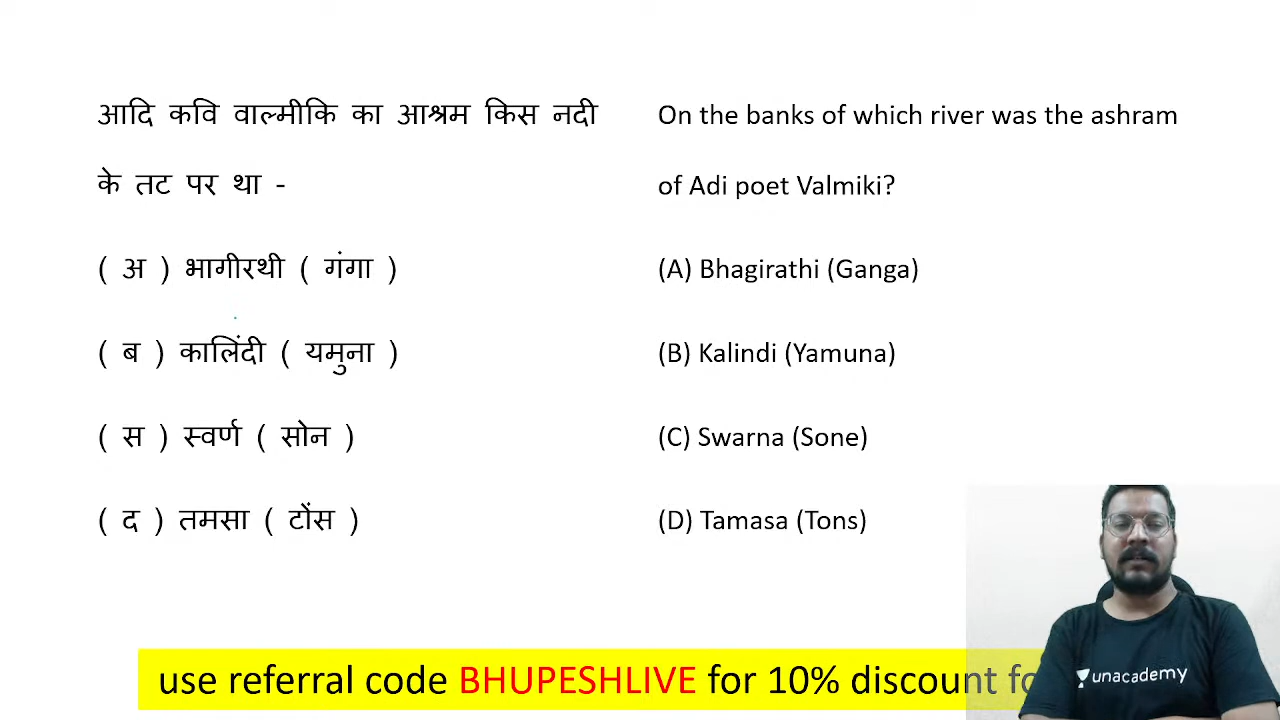 आदि कवि वाल्मीकि का आश्रम किस नदी
के तट पर था -
( अ ) भागीरथी ( गंगा )
( ब ) कालिंदी ( यमुना )
( स ) स्वर्ण ( सोन )
( द ) तमसा ( टोंस )
On the banks of which river was the ashram
of Adi poet Valmiki?
(A) Bhagirathi (Ganga)
(B) Kalindi (Yamuna)
(C) Swarna (Sone)
(D) Tamasa (Tons)
unacademy
use referral code BHUPESHLIVE for 10% discount